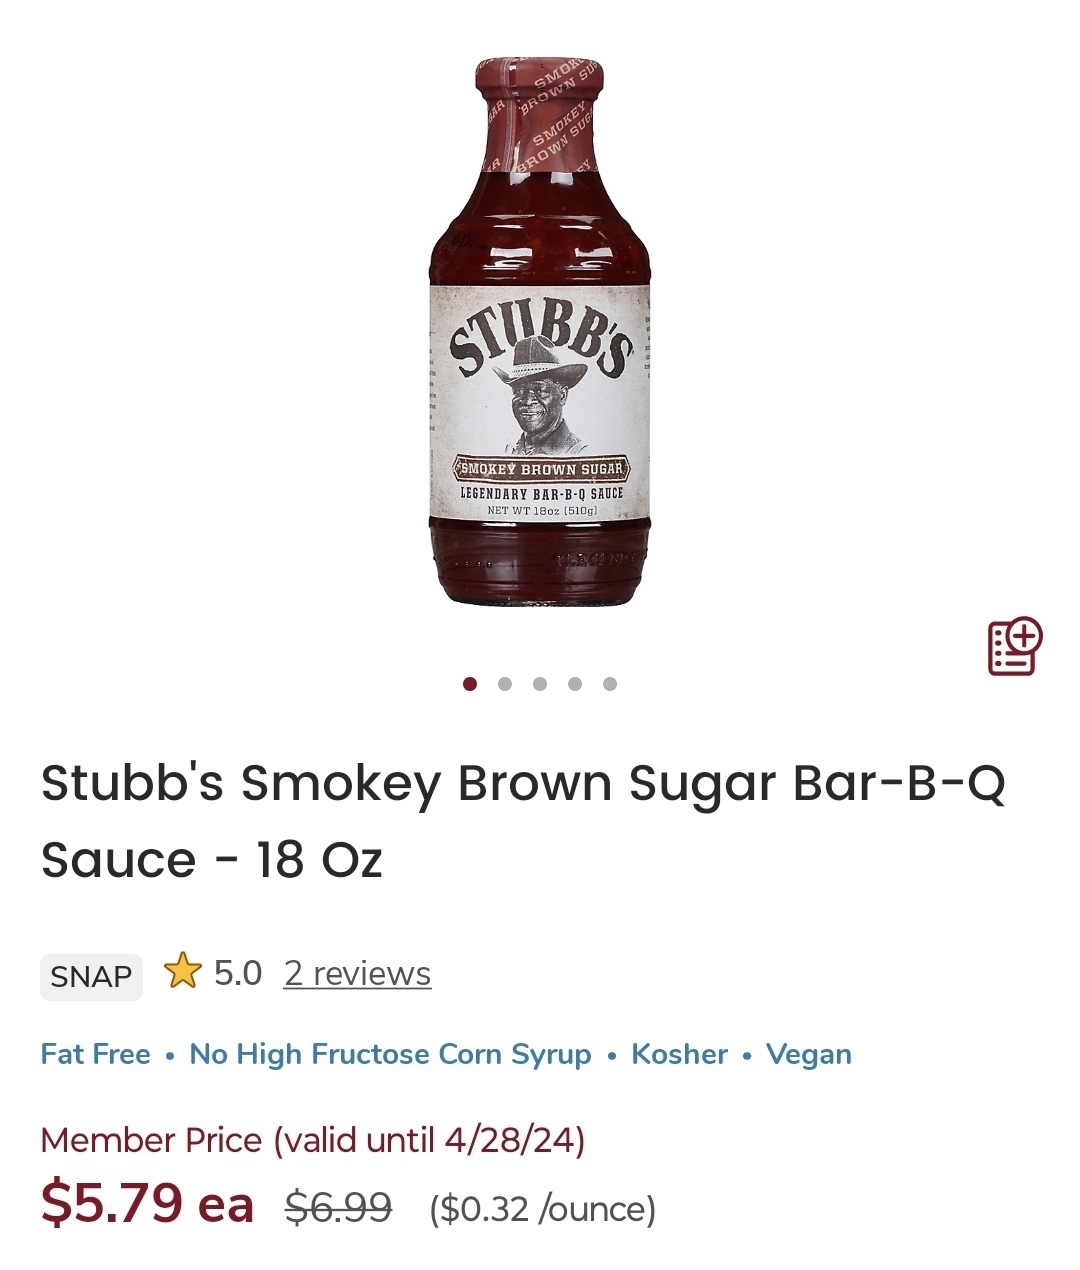 SMOKEY
BROWN SUG
SMOKEY
BROWN SUG
STUBB'S
SMOKEY BROWN SUGAR
LEGENDARY BAR-B-Q SAUCE
NET WT 18oz (510g)
Stubb's Smokey Brown Sugar Bar-B-Q
Sauce - 18 Oz
SNAP 5.0 2 reviews
Fat Free • No High Fructose Corn Syrup • Kosher • Vegan
Member Price (valid until 4/28/24)
$5.79 ea $6.99 ($0.32 /ounce)